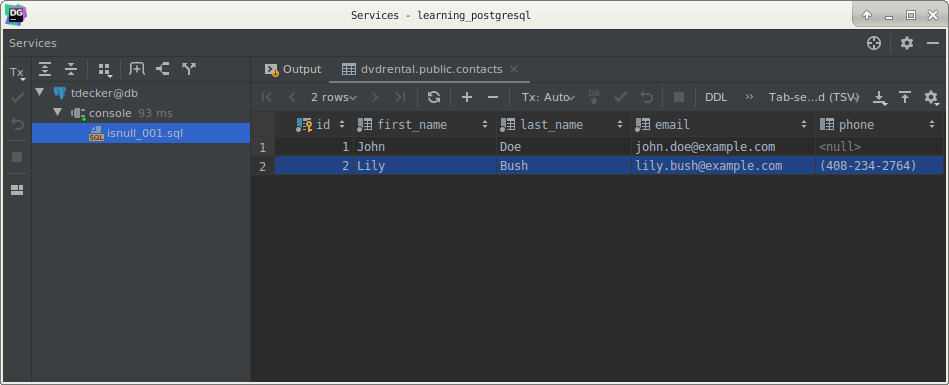 DG
Services - learning_postgresql
Services
Tx
Output
dvdrental.public.contacts
tdecker@db
2 rows
Tx: Auto
DB
DDL
Tab-se...d (TSV)
console 93 ms
SQL
isnull_001.sql
id
first_name
last_name
email
phone
1 1 John Doe john.doe@example.com <null>
2 2 Lily Bush lily.bush@example.com (408-234-2764)